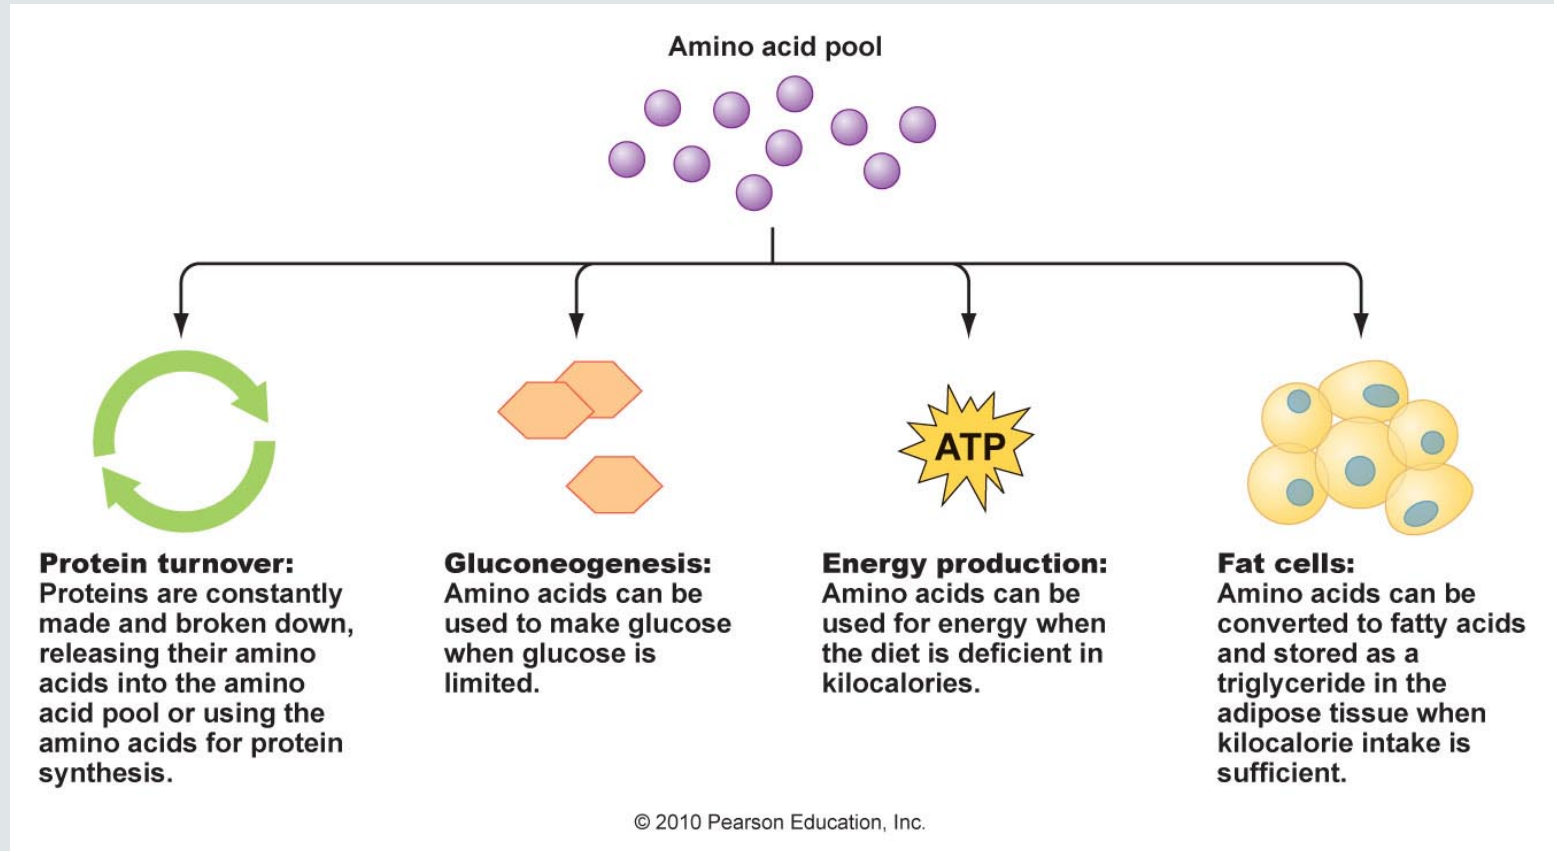 Amino acid pool
ATP
Protein turnover:
Proteins are constantly
made and broken down,
releasing their amino
acids into the amino
acid pool or using the
amino acids for protein
synthesis.
Gluconeogenesis:
Amino acids can be
used to make glucose
when glucose is
limited.
Energy production:
Amino acids can be
used for energy when
the diet is deficient in
kilocalories.
Fat cells:
Amino acids can be
converted to fatty acids
and stored as a
triglyceride in the
adipose tissue when
kilocalorie intake is
sufficient.
© 2010 Pearson Education, Inc.